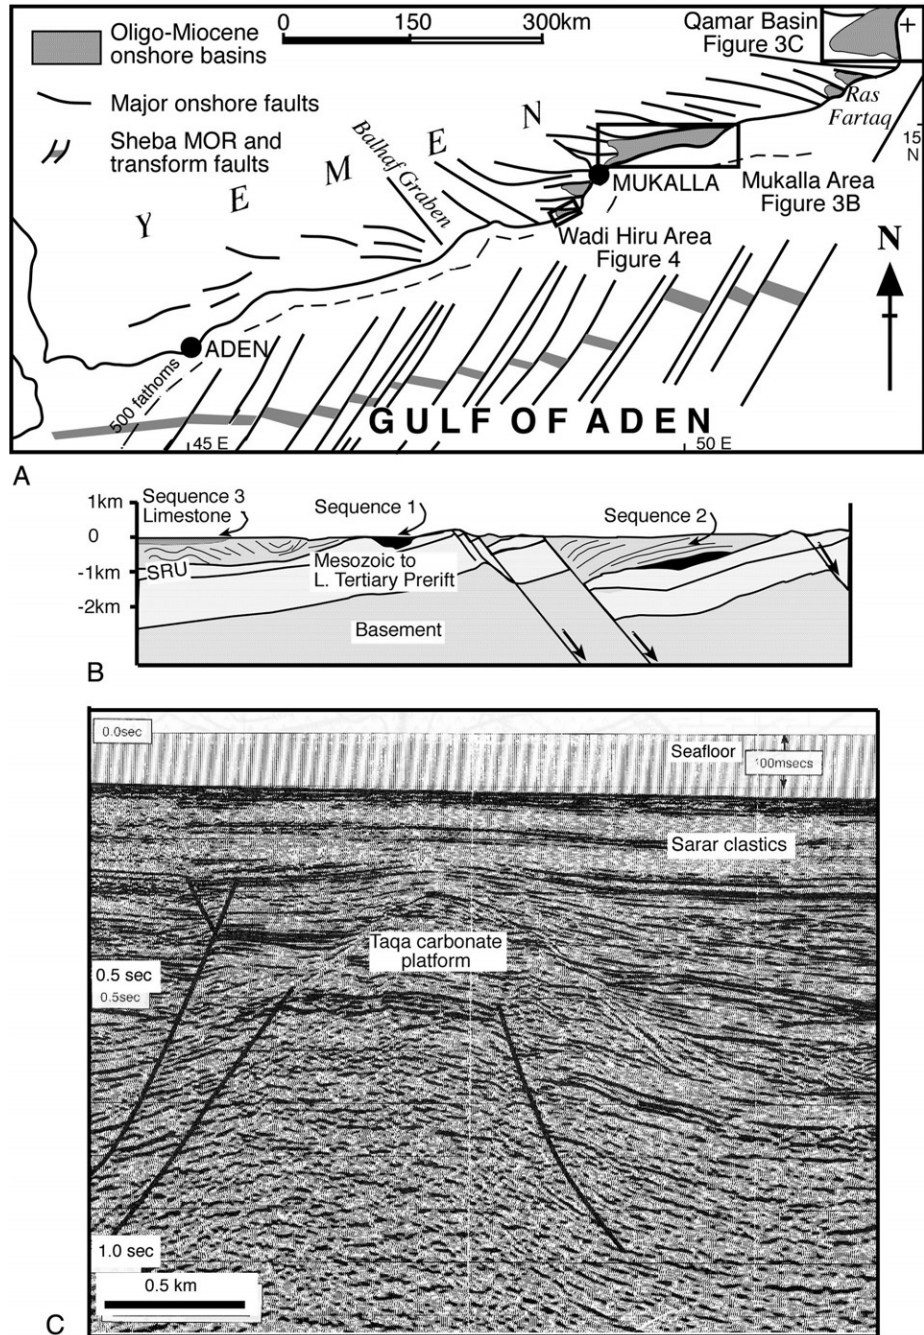 0 150 300km
Oligo-Miocene
onshore basins
Qamar Basin
Figure 3C
Major onshore faults
Sheba MOR and
transform faults
Ras
Fartaq
15
N
YEMEN
Balhaf Graben
MUKALLA
Mukalla Area
Figure 3B
Wadi Hiru Area
Figure 4
N
ADEN
500 fathoms
GULF OF ADEN
45 E
50 E
A
1km
0
-1km
-2km
Sequence 3
Limestone
Sequence 1
Sequence 2
SRU
Mesozoic to
L. Tertiary Prerift
Basement
B
0.0sec
Seafloor
100msecs
Sarar clastics
Taqa carbonate
platform
0.5 sec
0.5sec
1.0 sec
0.5 km
C